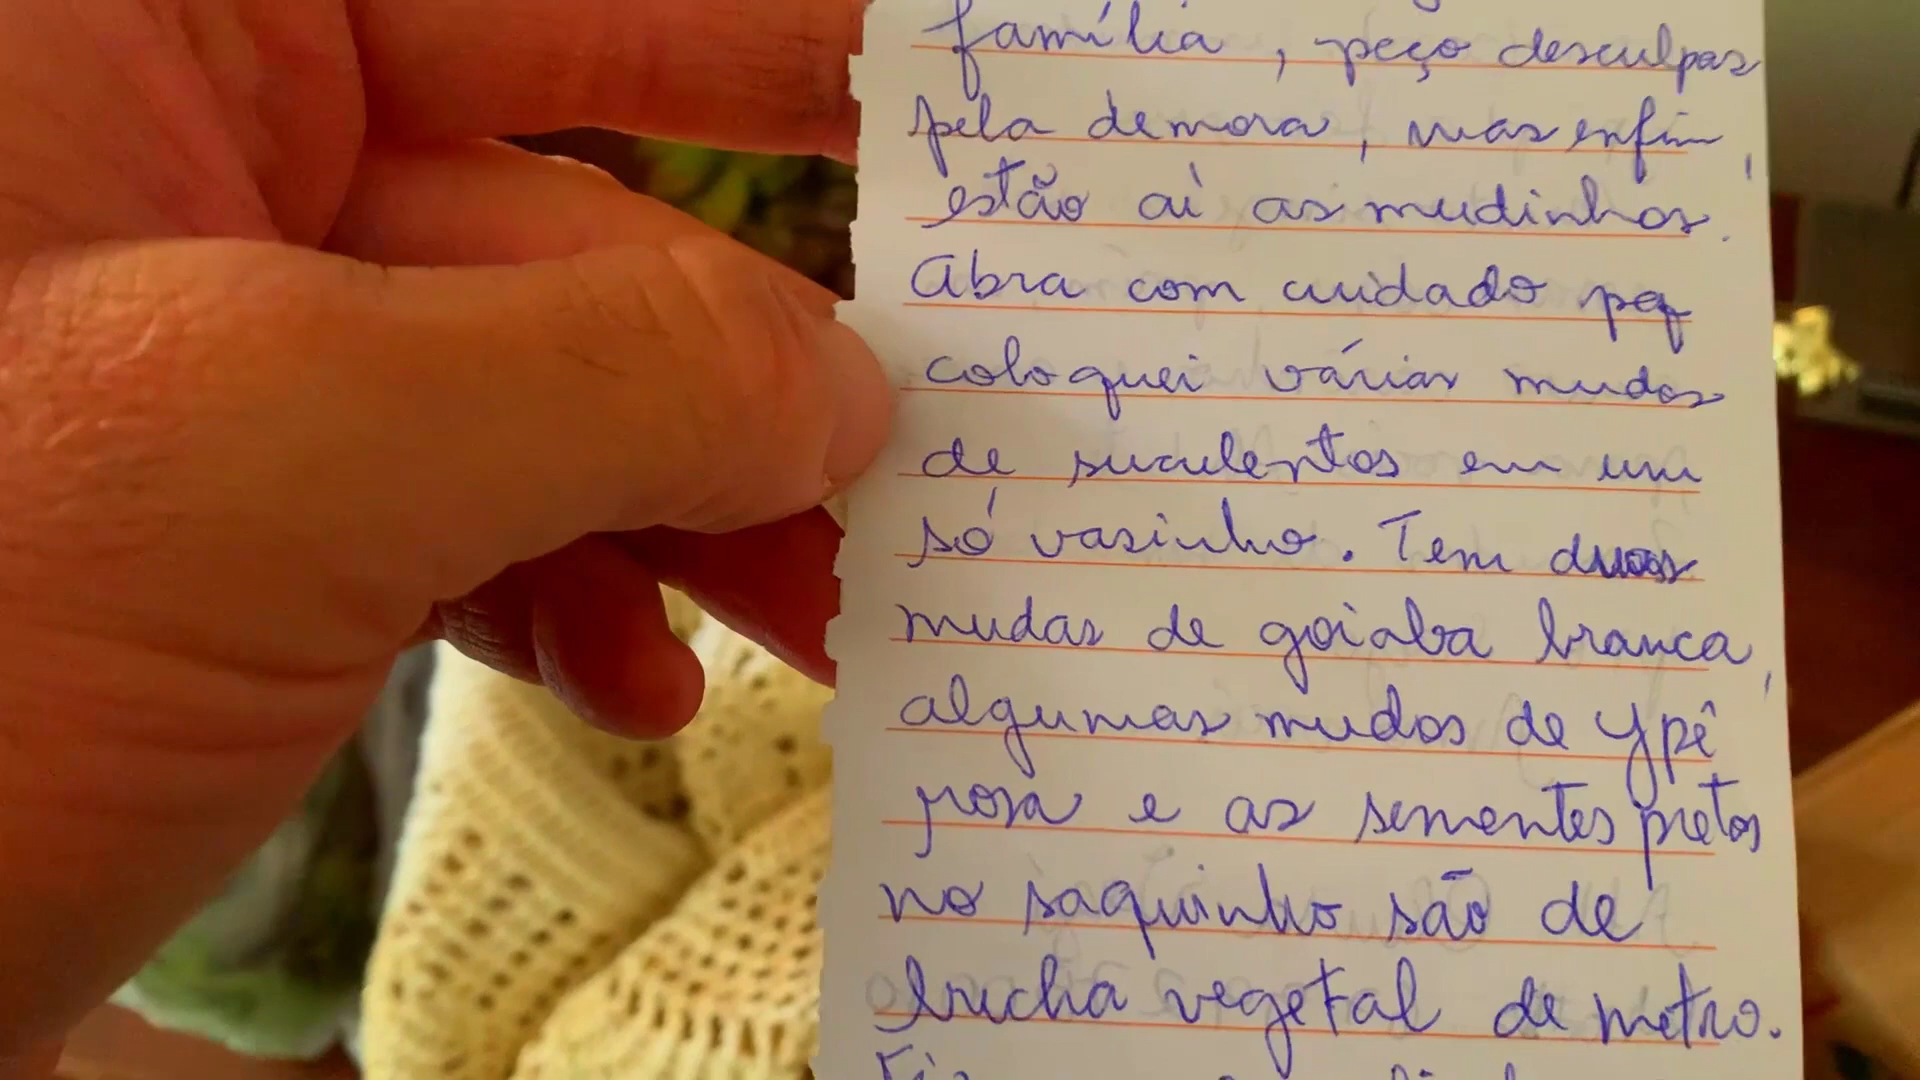 família, peço desculpas
pela demora, mas enfim,
estão aí as mudinhas.
Abra com cuidado pq
coloquei várias mudas
de suculentas em um
só vasinho. Tem duas
mudas de goiaba branca,
algumas mudas de Ypê
rosa e as sementes pretas
no saquinho são de
bucha vegetal de metro.